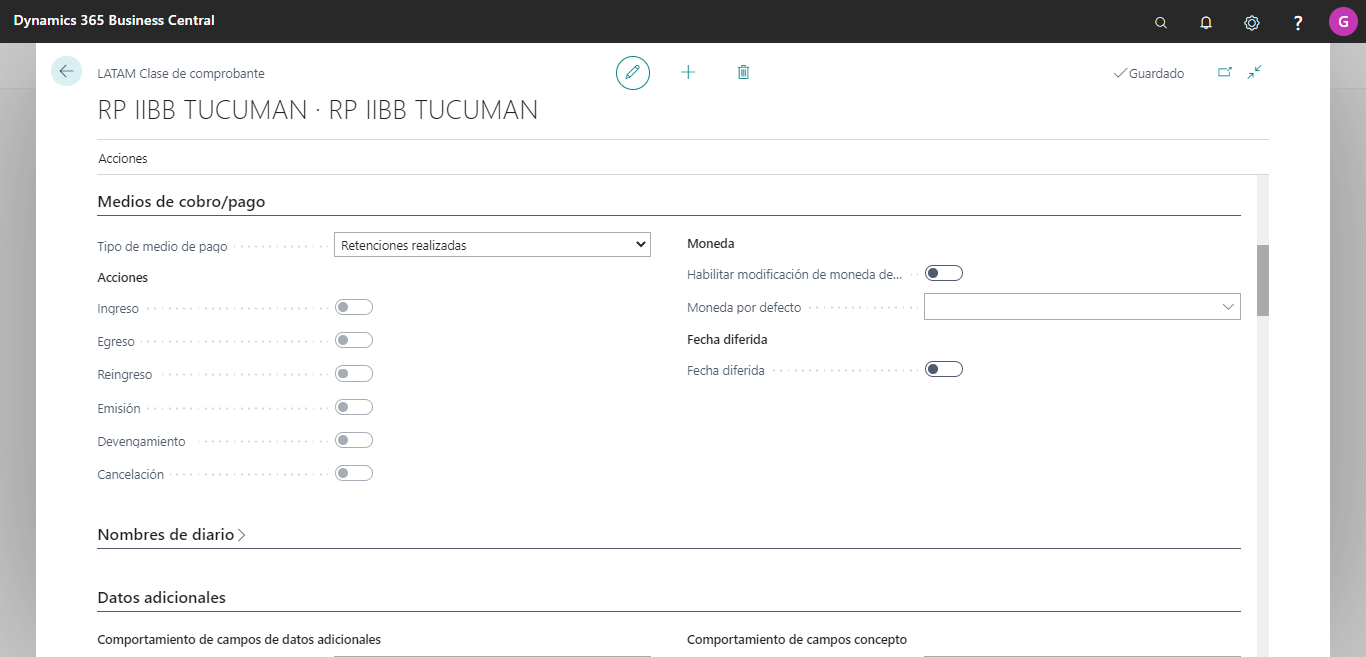 Dynamics 365 Business Central
?
G
LATAM Clase de comprobante
Guardado
RP IIBB TUCUMAN · RP IIBB TUCUMAN
Acciones
Medios de cobro/pago
Tipo de medio de pago
Retenciones realizadas
Acciones
Ingreso
Egreso
Reingreso
Emisión
Devengamiento
Cancelación
Moneda
Habilitar modificación de moneda de...
Moneda por defecto
Fecha diferida
Fecha diferida
Nombres de diario
Datos adicionales
Comportamiento de campos de datos adicionales
Comportamiento de campos concepto